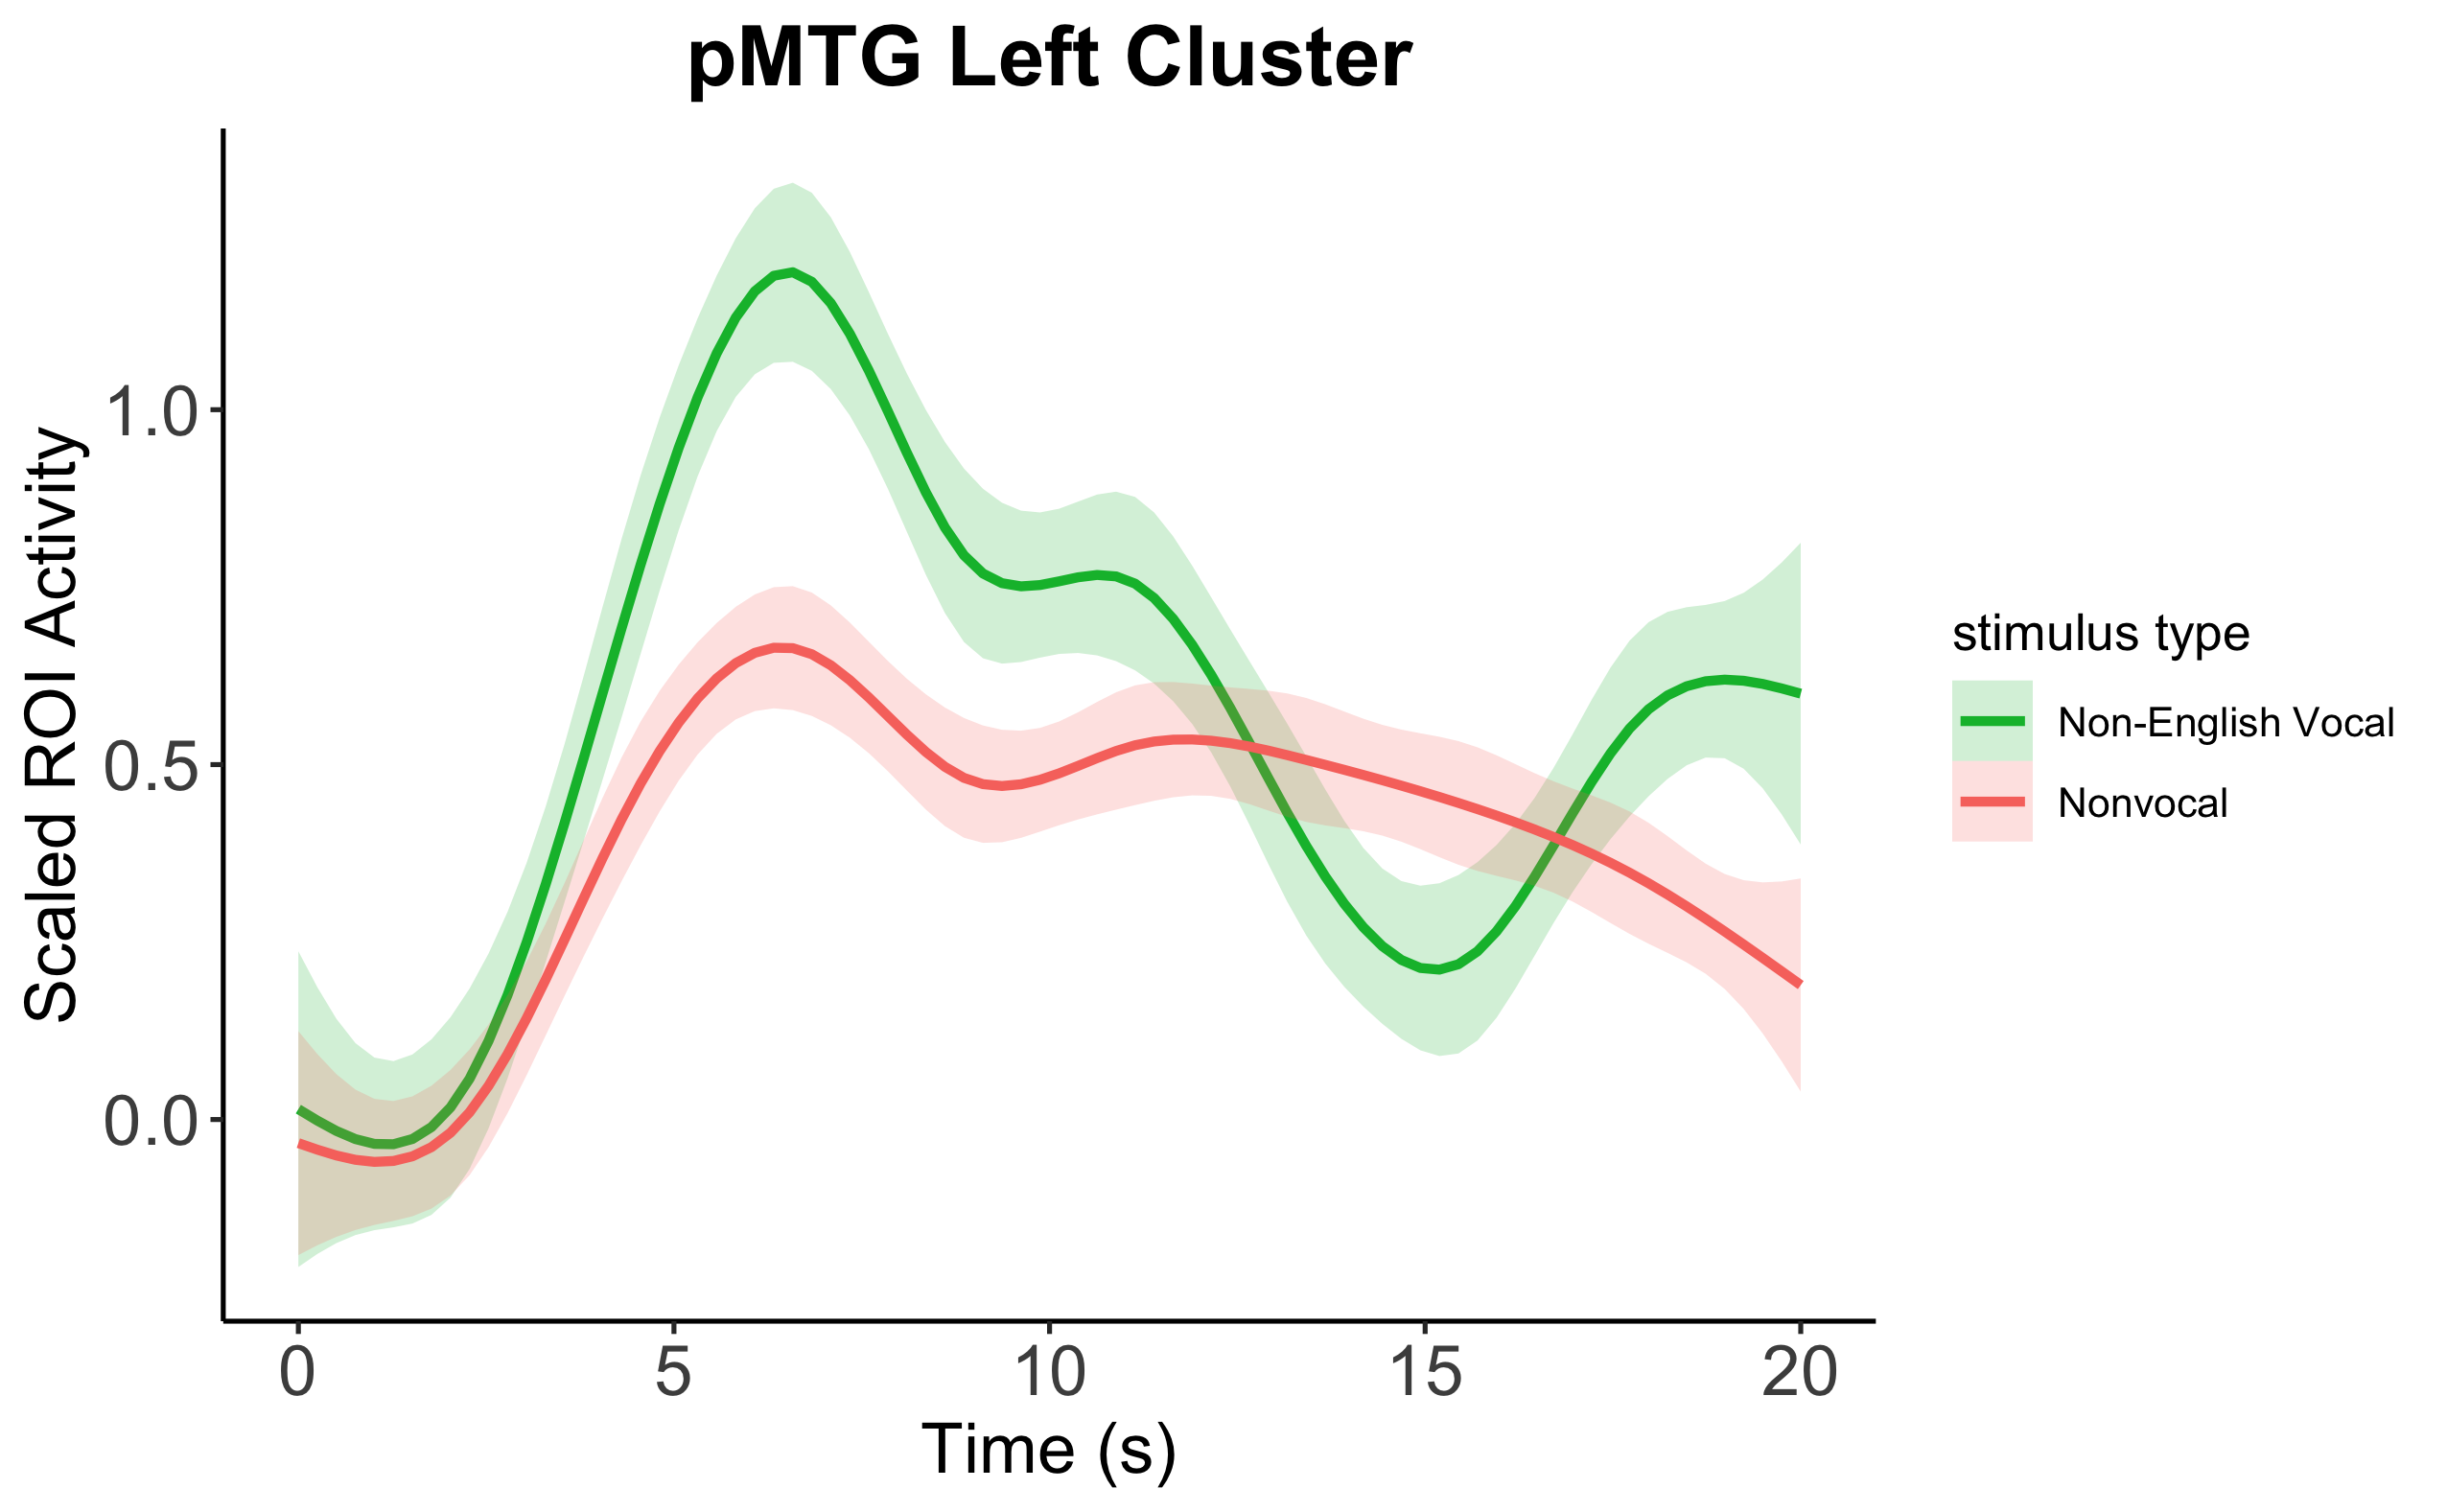 pMTG Left Cluster
Scaled ROI Activity
1.0
0.5
0.0
0
5
10
15
20
Time (s)
stimulus type
Non-English Vocal
Nonvocal